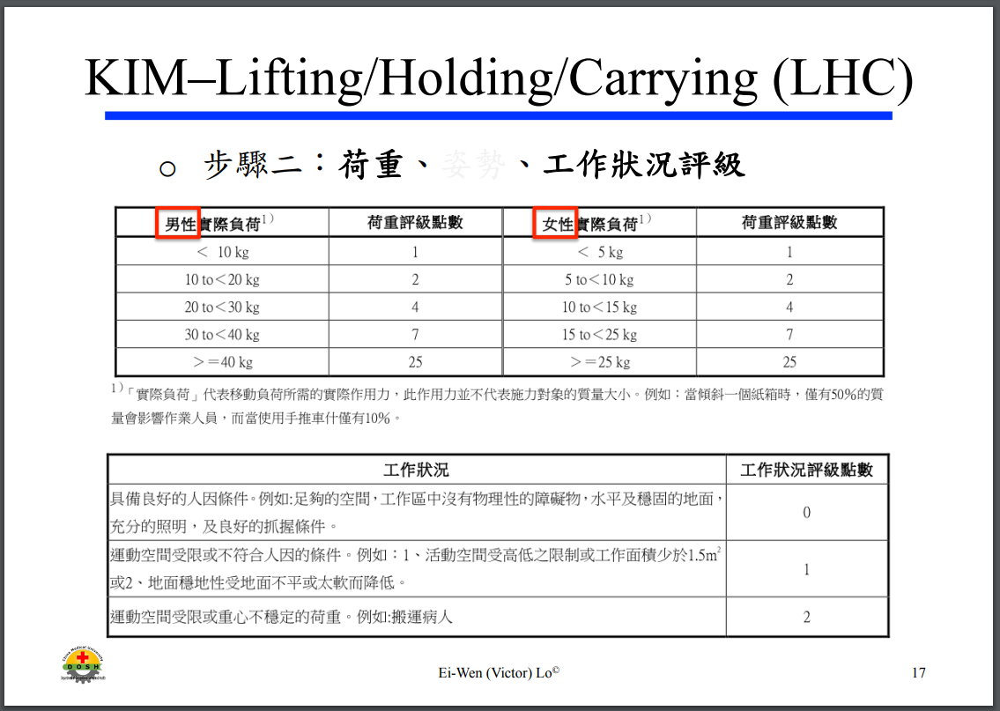 KIM–Lifting/Holding/Carrying (LHC)
○ 步驟二：荷重、姿勢、工作狀況評級
男性實際負荷1） 荷重評級點數 女性實際負荷1） 荷重評級點數
＜ 10 kg 1 ＜ 5 kg 1
10 to＜20 kg 2 5 to＜10 kg 2
20 to＜30 kg 4 10 to＜15 kg 4
30 to＜40 kg 7 15 to＜25 kg 7
＞＝40 kg 25 ＞＝25 kg 25
1）「實際負荷」代表移動負荷所需的實際作用力，此作用力並不代表施力對象的質量大小。例如：當傾斜一個紙箱時，僅有50%的質
量會影響作業人員，而當使用手推車什僅有10%。
工作狀況 工作狀況評級點數
具備良好的人因條件。例如:足夠的空間，工作區中沒有物理性的障礙物，水平及穩固的地面，
充分的照明，及良好的抓握條件。 0
運動空間受限或不符合人因的條件。例如：1、活動空間受高低之限制或工作面積少於1.5m²
或2、地面穩地性受地面不平或太軟而降低。 1
運動空間受限或重心不穩定的荷重。例如:搬運病人 2
China Medical University
DOSH
Ei-Wen (Victor) Lo©
17